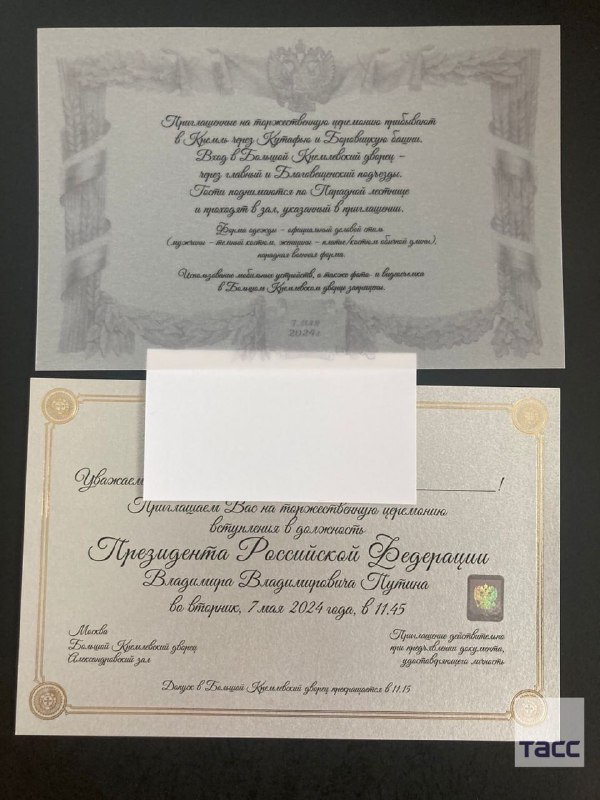 Приглашенные на торжественную церемонию прибывают
в Кремль через Кутафью и Боровицкую башни.
Вход в Большой Кремлевский дворец –
через главный и Благовещенский подъезды.
Гости поднимаются по Парадной лестнице
и проходят в зал, указанный в приглашении.
Форма одежды – официальный деловой стиль
(мужчины – темный костюм, женщины – платье/костюм обычной длины),
парадная военная форма.
Использование мобильных устройств, а также фото- и видеосъемка
в Большом Кремлевском дворце запрещены.
7 мая
2024 г.
Уважаем
!
Приглашаем Вас на торжественную церемонию
вступления в должность
Президента Российской Федерации
Владимира Владимировича Путина
во вторник, 7 мая 2024 года, в 11.45
Москва
Большой Кремлевский дворец
Александровский зал
Приглашение действительно
при предъявлении документа,
удостоверяющего личность
Допуск в Большой Кремлевский дворец прекращается в 11.15
ТАСС